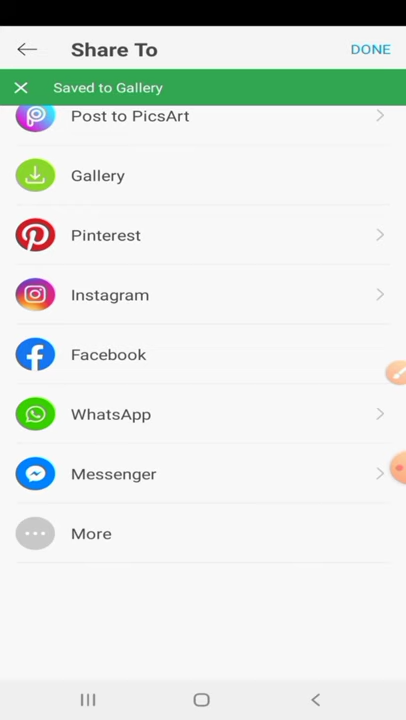 Share To
DONE
Saved to Gallery
Post to PicsArt
Gallery
Pinterest
Instagram
Facebook
WhatsApp
Messenger
More